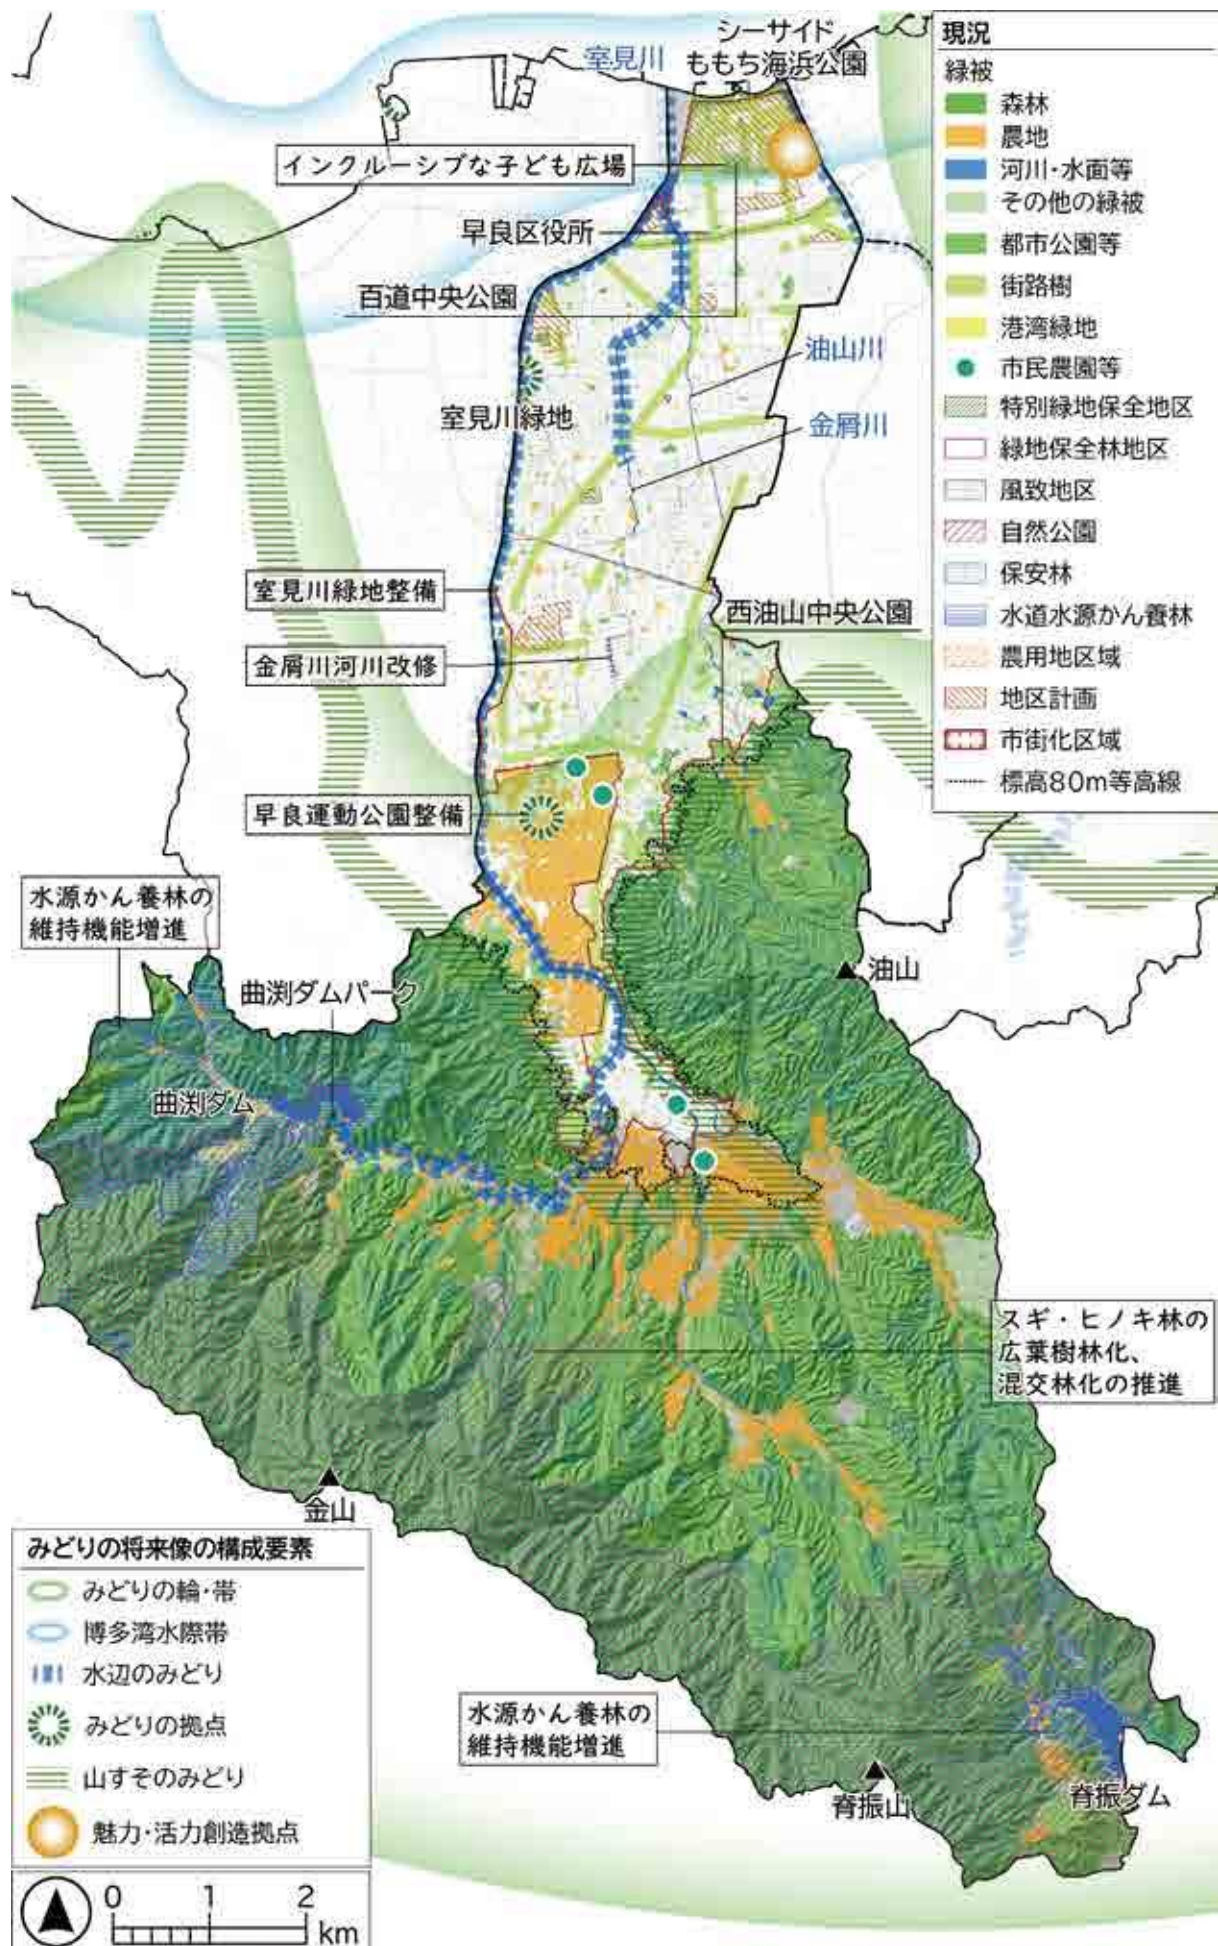 シーサイド
ももち海浜公園
室見川
インクルーシブな子ども広場
早良区役所
百道中央公園
油山川
室見川緑地
金屑川
室見川緑地整備
西油山中央公園
金屑川河川改修
早良運動公園整備
水源かん養林の
維持機能増進
油山
曲渕ダムパーク
曲渕ダム
スギ・ヒノキ林の
広葉樹林化、
混交林化の推進
金山
水源かん養林の
維持機能増進
脊振山
脊振ダム
現況
緑被
森林
農地
河川・水面等
その他の緑被
都市公園等
街路樹
港湾緑地
市民農園等
特別緑地保全地区
緑地保全林地区
風致地区
自然公園
保安林
水道水源かん養林
農用地区域
地区計画
市街化区域
標高80m等高線
みどりの将来像の構成要素
みどりの輪・帯
博多湾水際帯
水辺のみどり
みどりの拠点
山すそのみどり
魅力・活力創造拠点
0 1 2
km